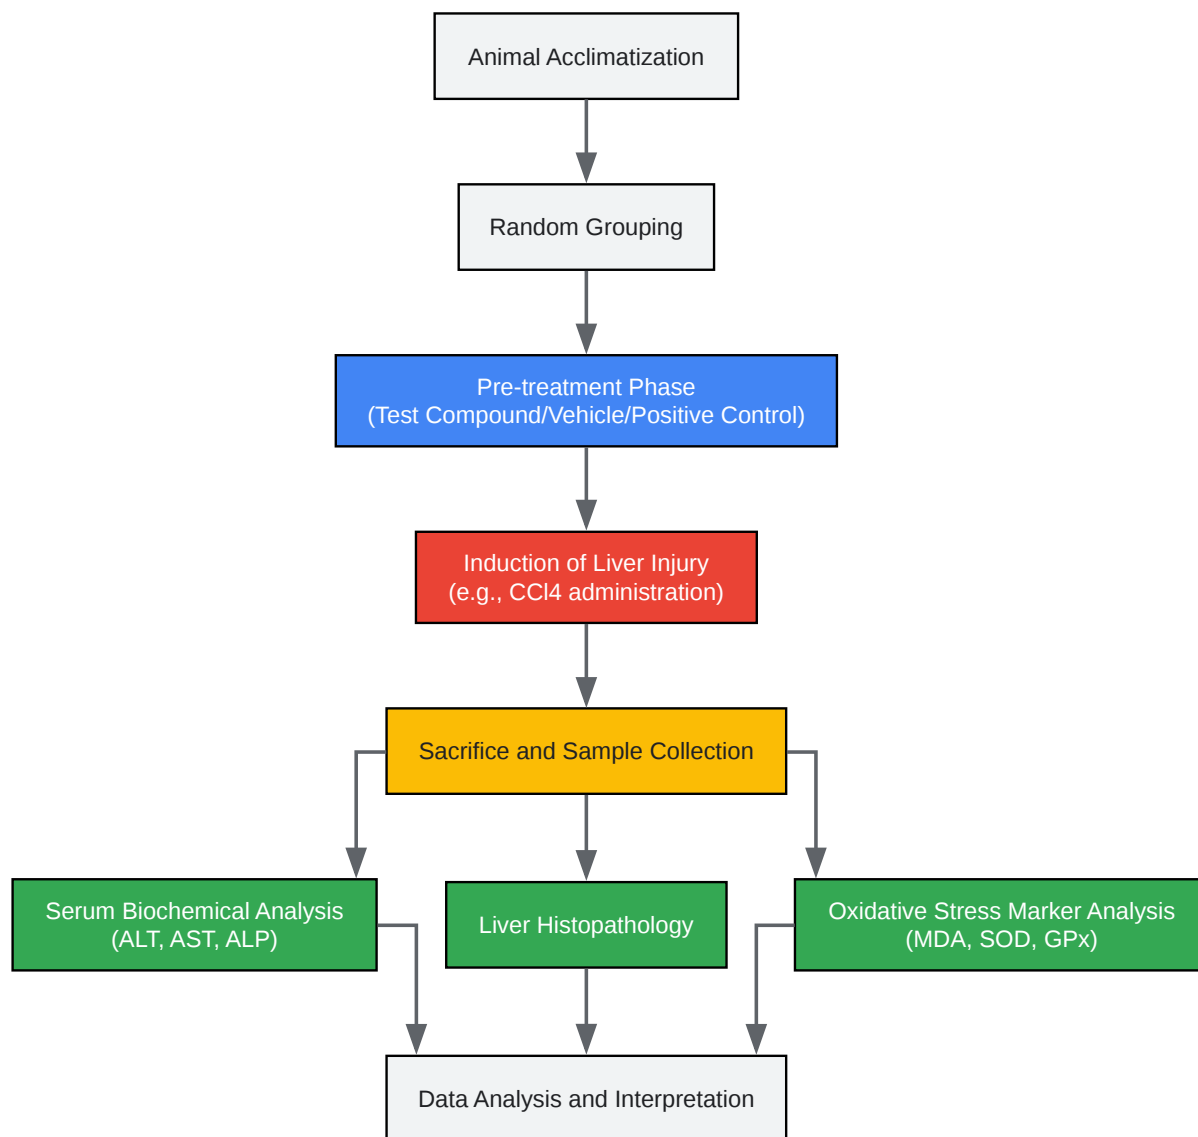 Animal Acclimatization
Random Grouping
Pre-treatment Phase
(Test Compound/Vehicle/Positive Control)
Induction of Liver Injury
(e.g., CCl4 administration)
Sacrifice and Sample Collection
Serum Biochemical Analysis
(ALT, AST, ALP)
Liver Histopathology
Oxidative Stress Marker Analysis
(MDA, SOD, GPx)
Data Analysis and Interpretation